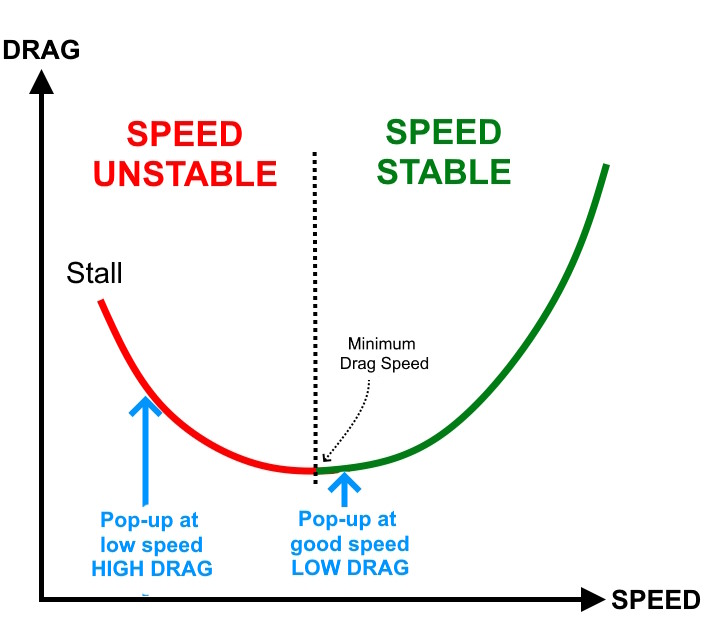 DRAG
SPEED
UNSTABLE
SPEED
STABLE
Stall
Minimum
Drag Speed
Pop-up at
low speed
HIGH DRAG
Pop-up at
good speed
LOW DRAG
SPEED